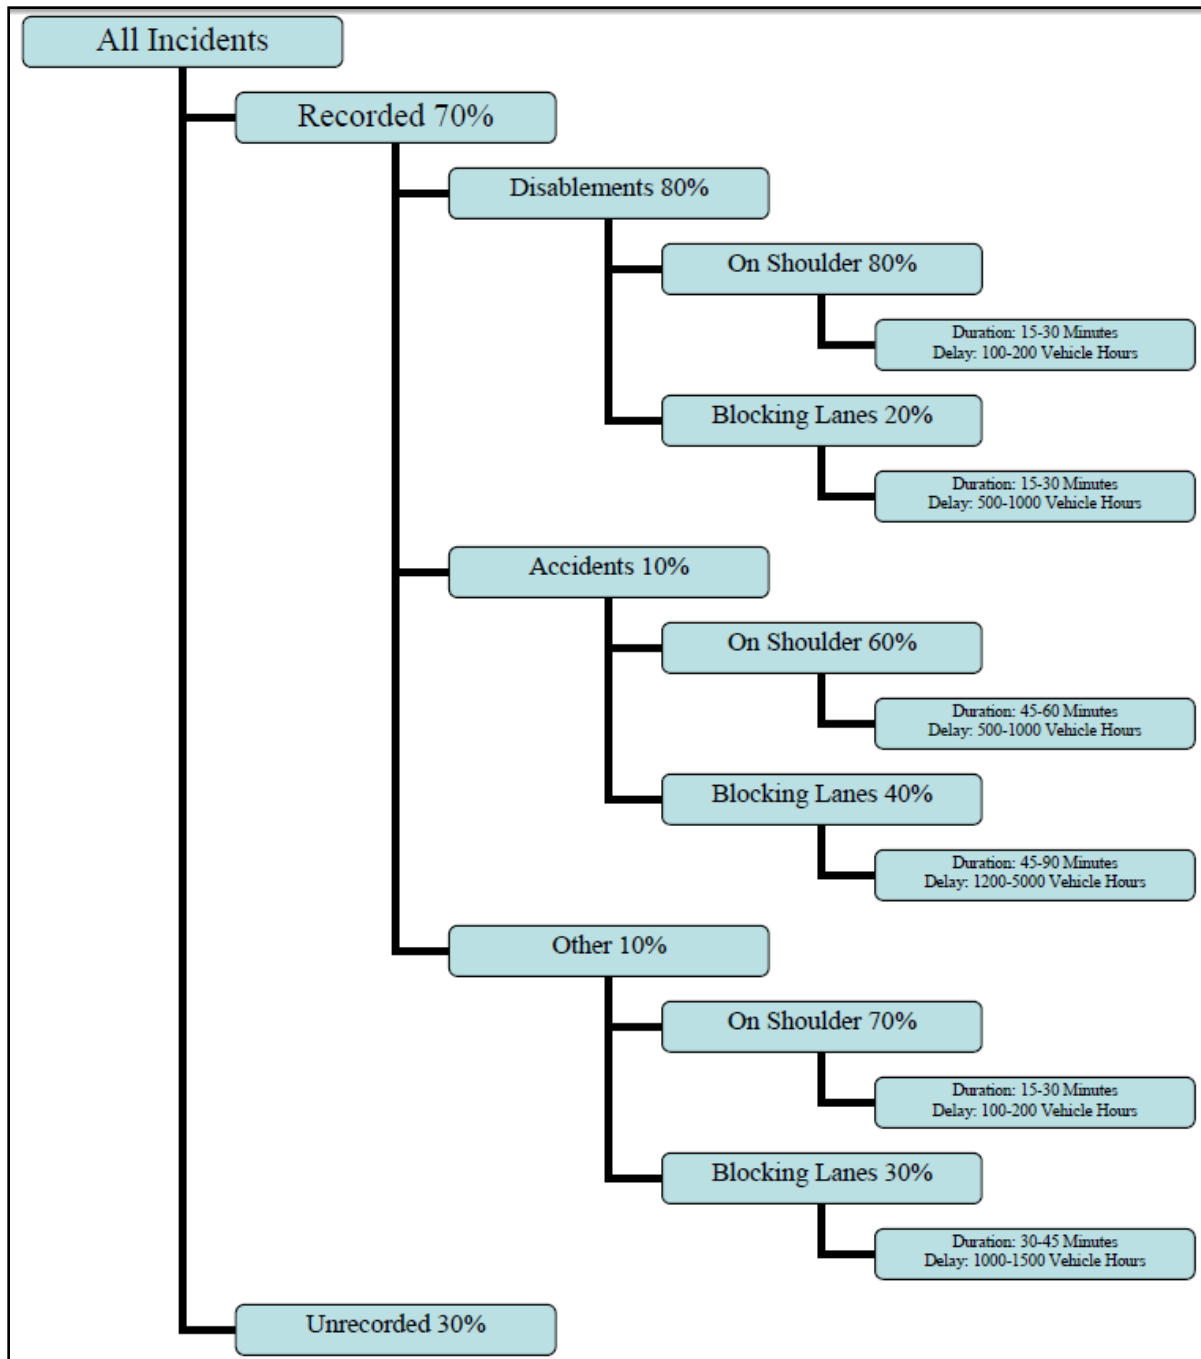 All Incidents
Recorded 70%
Disablements 80%
On Shoulder 80%
Duration: 15-30 Minutes
Delay: 100-200 Vehicle Hours
Blocking Lanes 20%
Duration: 15-30 Minutes
Delay: 500-1000 Vehicle Hours
Accidents 10%
On Shoulder 60%
Duration: 45-60 Minutes
Delay: 500-1000 Vehicle Hours
Blocking Lanes 40%
Duration: 45-90 Minutes
Delay: 1200-5000 Vehicle Hours
Other 10%
On Shoulder 70%
Duration: 15-30 Minutes
Delay: 100-200 Vehicle Hours
Blocking Lanes 30%
Duration: 30-45 Minutes
Delay: 1000-1500 Vehicle Hours
Unrecorded 30%